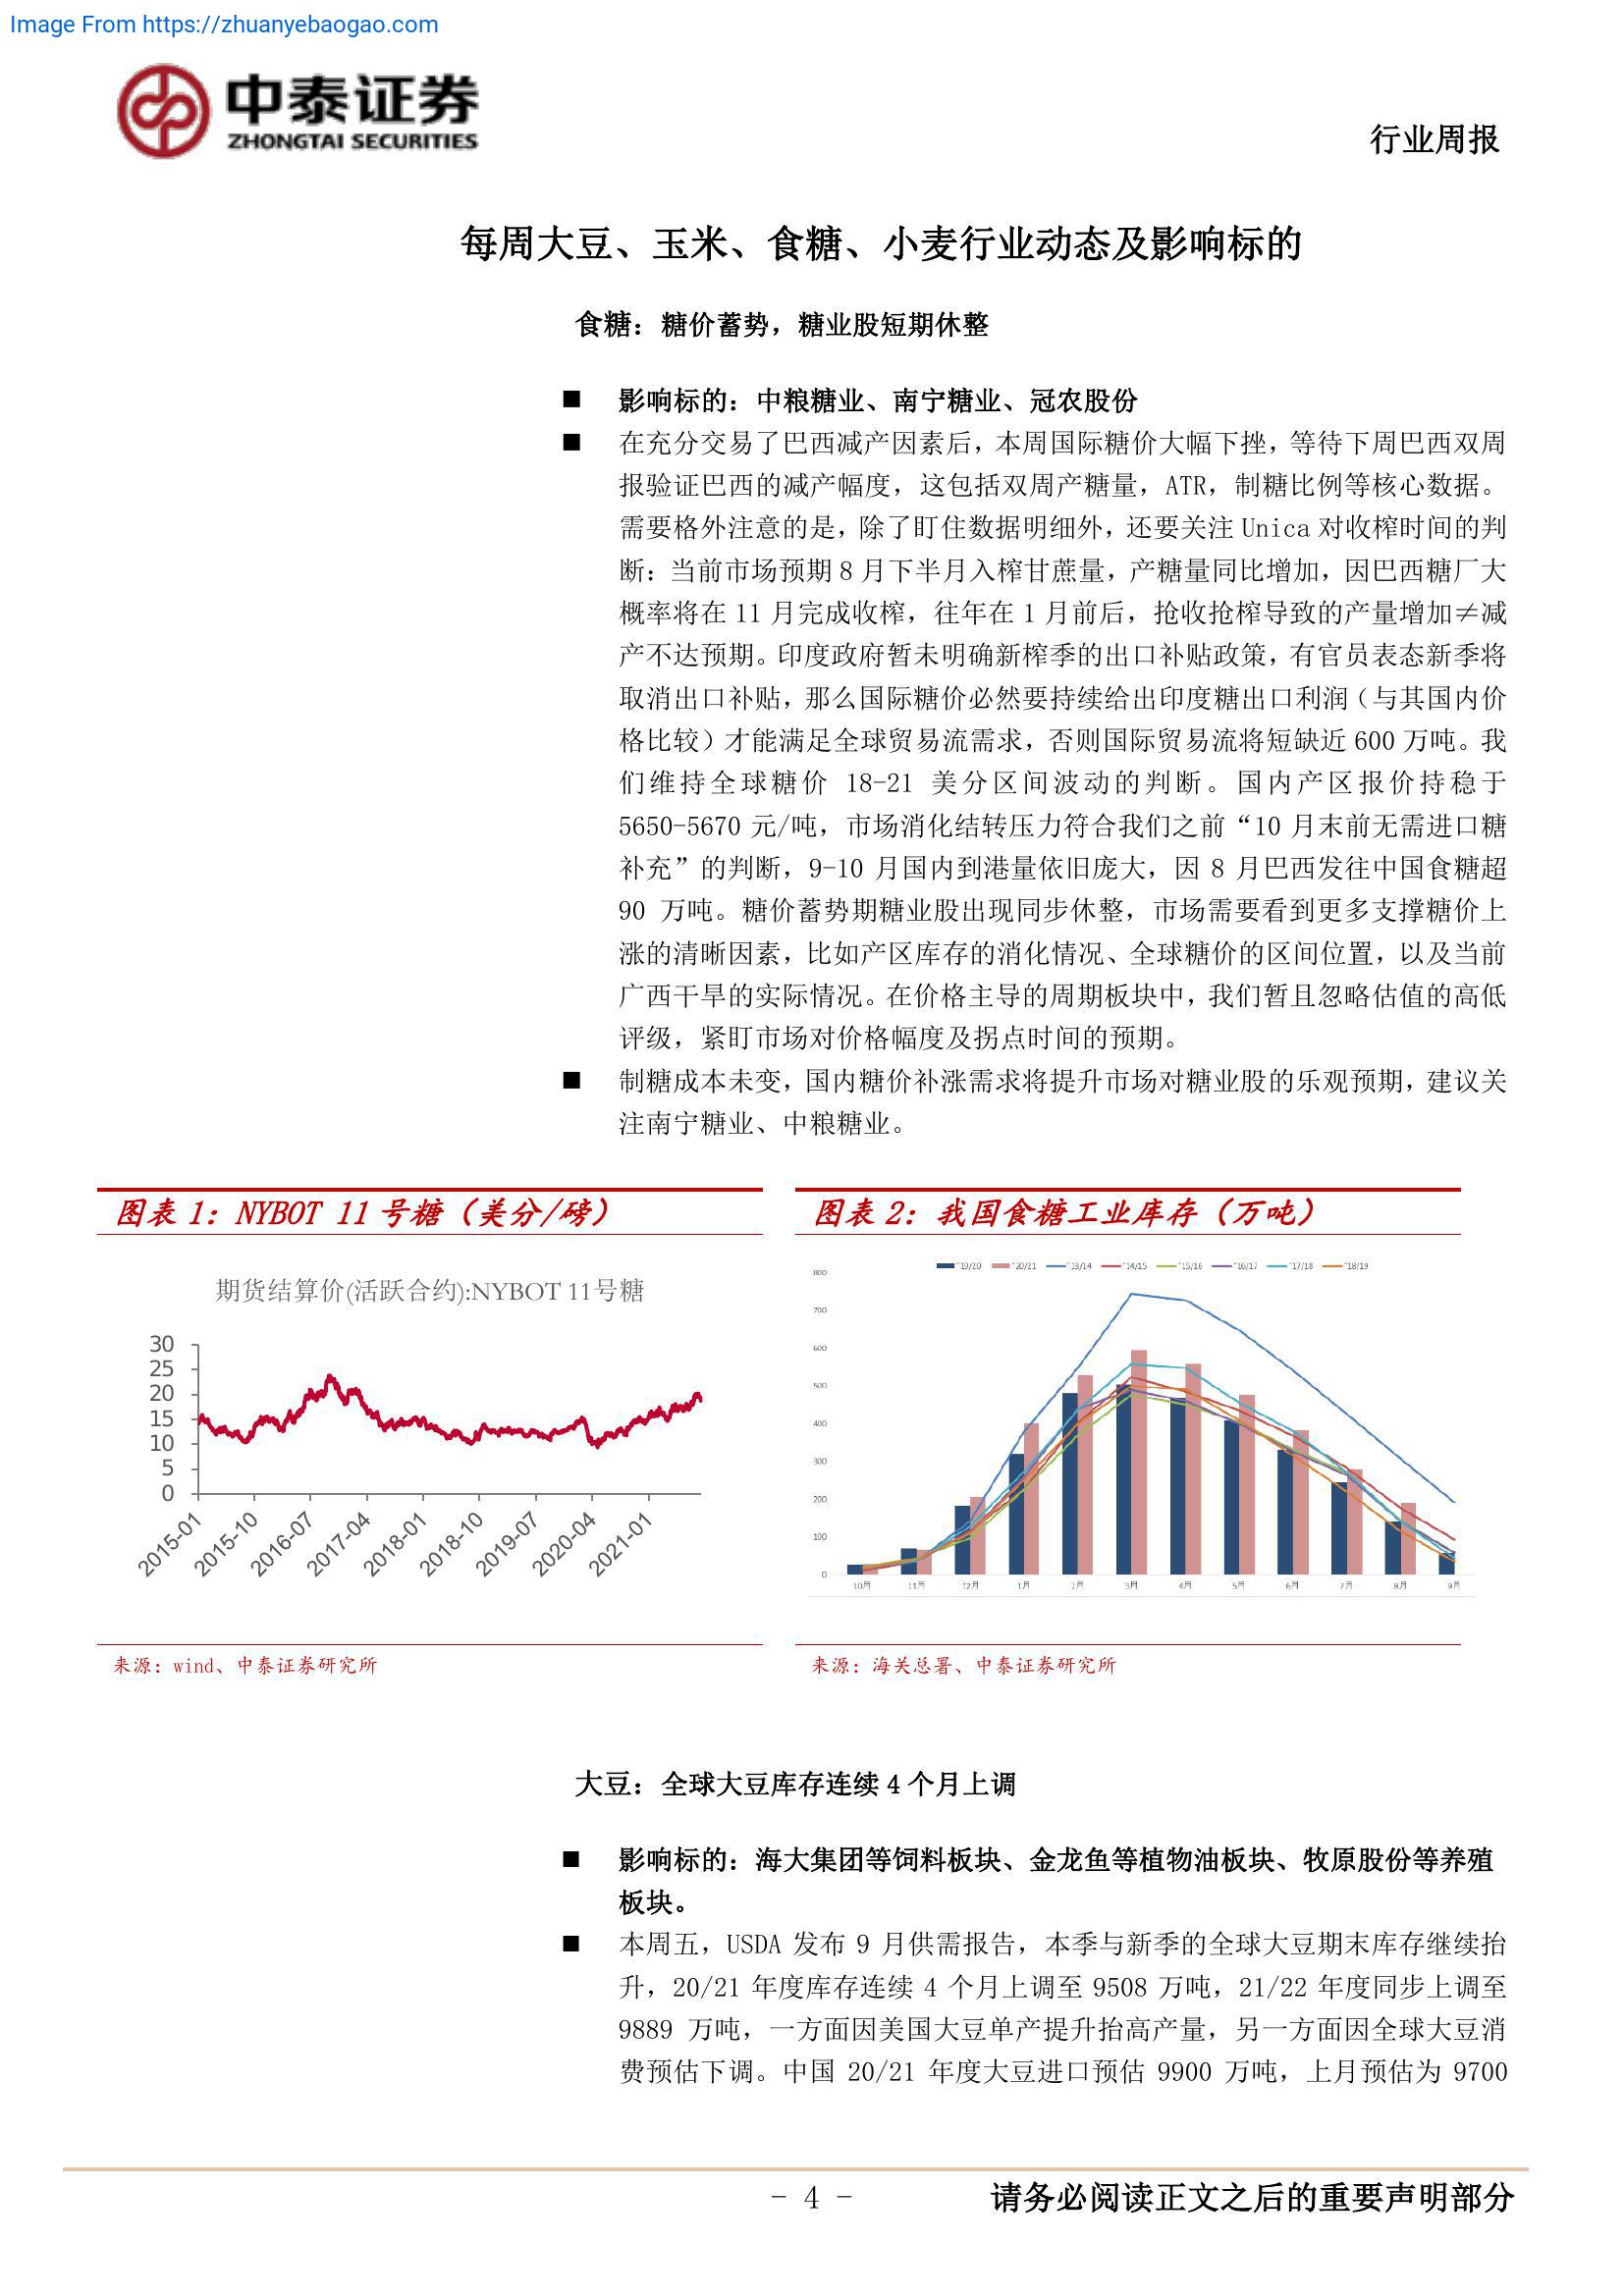 Image From https://zhuanyebaogao.com
中泰证券
ZHONGTAI SECURITIES
行业周报
每周大豆、玉米、食糖、小麦行业动态及影响标的
食糖：糖价蓄势，糖业股短期休整
■ 影响标的：中粮糖业、南宁糖业、冠农股份
■ 在充分交易了巴西减产因素后，本周国际糖价大幅下挫，等待下周巴西双周
报验证巴西的减产幅度，这包括双周产糖量，ATR，制糖比例等核心数据。
需要格外注意的是，除了盯住数据明细外，还要关注 Unica 对收榨时间的判
断：当前市场预期 8 月下半月入榨甘蔗量，产糖量同比增加，因巴西糖厂大
概率将在 11 月完成收榨，往年在 1 月前后，抢收抢榨导致的产量增加≠减
产不达预期。印度政府暂未明确新榨季的出口补贴政策，有官员表态新季将
取消出口补贴，那么国际糖价必然要持续给出印度糖出口利润（与其国内价
格比较）才能满足全球贸易流需求，否则国际贸易流将短缺近 600 万吨。我
们维持全球糖价 18-21 美分区间波动的判断。国内产区报价持稳于
5650-5670 元/吨，市场消化结转压力符合我们之前“10 月末前无需进口糖
补充”的判断，9-10 月国内到港量依旧庞大，因 8 月巴西发往中国食糖超
90 万吨。糖价蓄势期糖业股出现同步休整，市场需要看到更多支撑糖价上
涨的清晰因素，比如产区库存的消化情况、全球糖价的区间位置，以及当前
广西干旱的实际情况。在价格主导的周期板块中，我们暂且忽略估值的高低
评级，紧盯市场对价格幅度及拐点时间的预期。
■ 制糖成本未变，国内糖价补涨需求将提升市场对糖业股的乐观预期，建议关
注南宁糖业、中粮糖业。
图表 1：NYBOT 11 号糖（美分/磅）
期货结算价(活跃合约):NYBOT 11号糖
30
25
20
15
10
5
0
2015-01 2015-10 2016-07 2017-04 2018-01 2018-10 2019-07 2020-04 2021-01
来源：wind、中泰证券研究所
图表 2：我国食糖工业库存（万吨）
"19/20 "20/21 "13/14 "14/15 "15/16 "16/17 "17/18 "18/19
800
700
600
500
400
300
200
100
0
10月 11月 12月 1月 2月 3月 4月 5月 6月 7月 8月 9月
来源：海关总署、中泰证券研究所
大豆：全球大豆库存连续 4 个月上调
■ 影响标的：海大集团等饲料板块、金龙鱼等植物油板块、牧原股份等养殖
板块。
■ 本周五，USDA 发布 9 月供需报告，本季与新季的全球大豆期末库存继续抬
升，20/21 年度库存连续 4 个月上调至 9508 万吨，21/22 年度同步上调至
9889 万吨，一方面因美国大豆单产提升抬高产量，另一方面因全球大豆消
费预估下调。中国 20/21 年度大豆进口预估 9900 万吨，上月预估为 9700
- 4 -
请务必阅读正文之后的重要声明部分